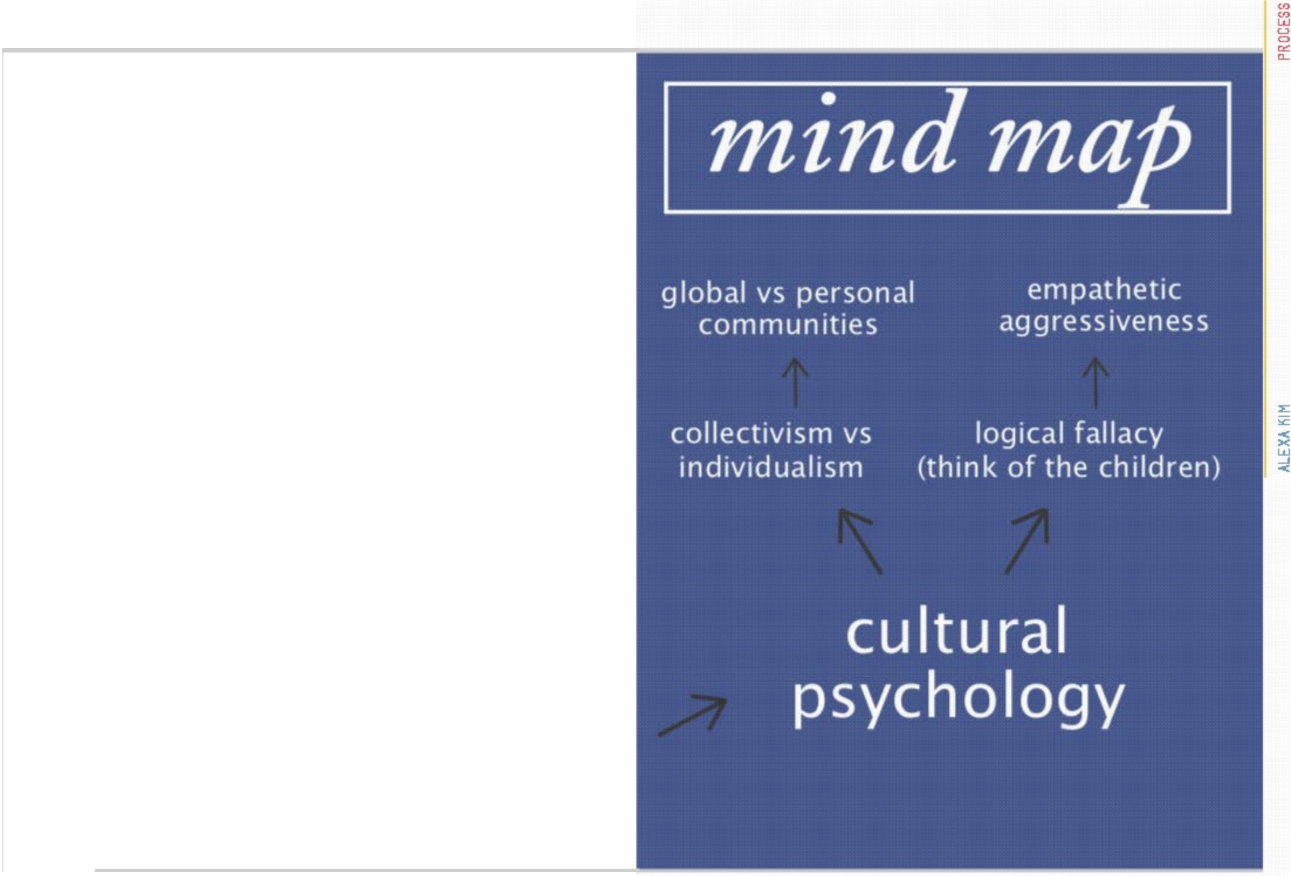 PROCESS
mind map
global vs personal
communities
empathetic
aggressiveness
collectivism vs
individualism
logical fallacy
(think of the children)
cultural
psychology
ALEXA KIM